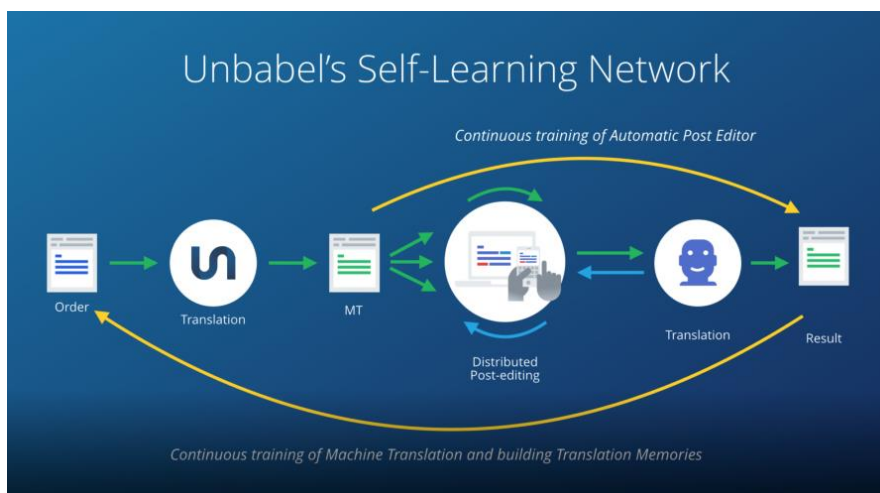 Unbabel's Self-Learning Network
Continuous training of Automatic Post Editor
Order
Translation
MT
Distributed
Post-editing
Translation
Result
Continuous training of Machine Translation and building Translation Memories